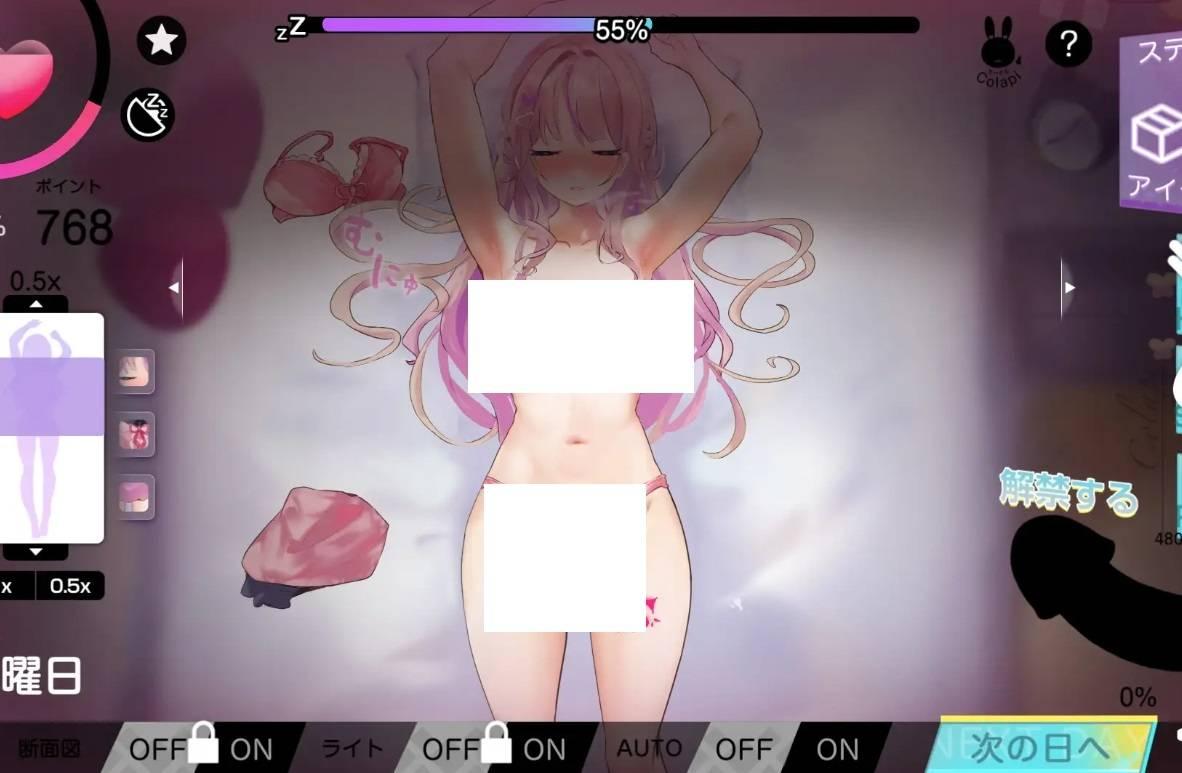 zZ
55%
Colapi
?
ステ
アイ
ポイント
%
768
0.5x
むにゅ
x
0.5x
解禁する
480
0%
曜日
断面図
OFF
ON
ライト
OFF
ON
AUTO
OFF
ON
次の日へ